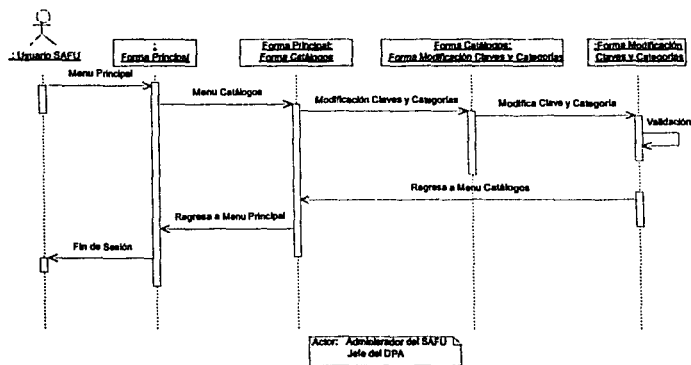 : Usuario SAFU
:
Forma Principal
Forma Principal:
Forma Catálogos
Forma Catálogos:
Forma Modificación Claves y Categorías
:Forma Modificación
Claves y Categorías
Menu Principal
Menu Catálogos
Modificación Claves y Categorías
Modifica Clave y Categoría
Validación
Regresa a Menu Catálogos
Regresa a Menu Principal
Fin de Sesión
Actor: Administrador del SAFU
Jefe del DPA